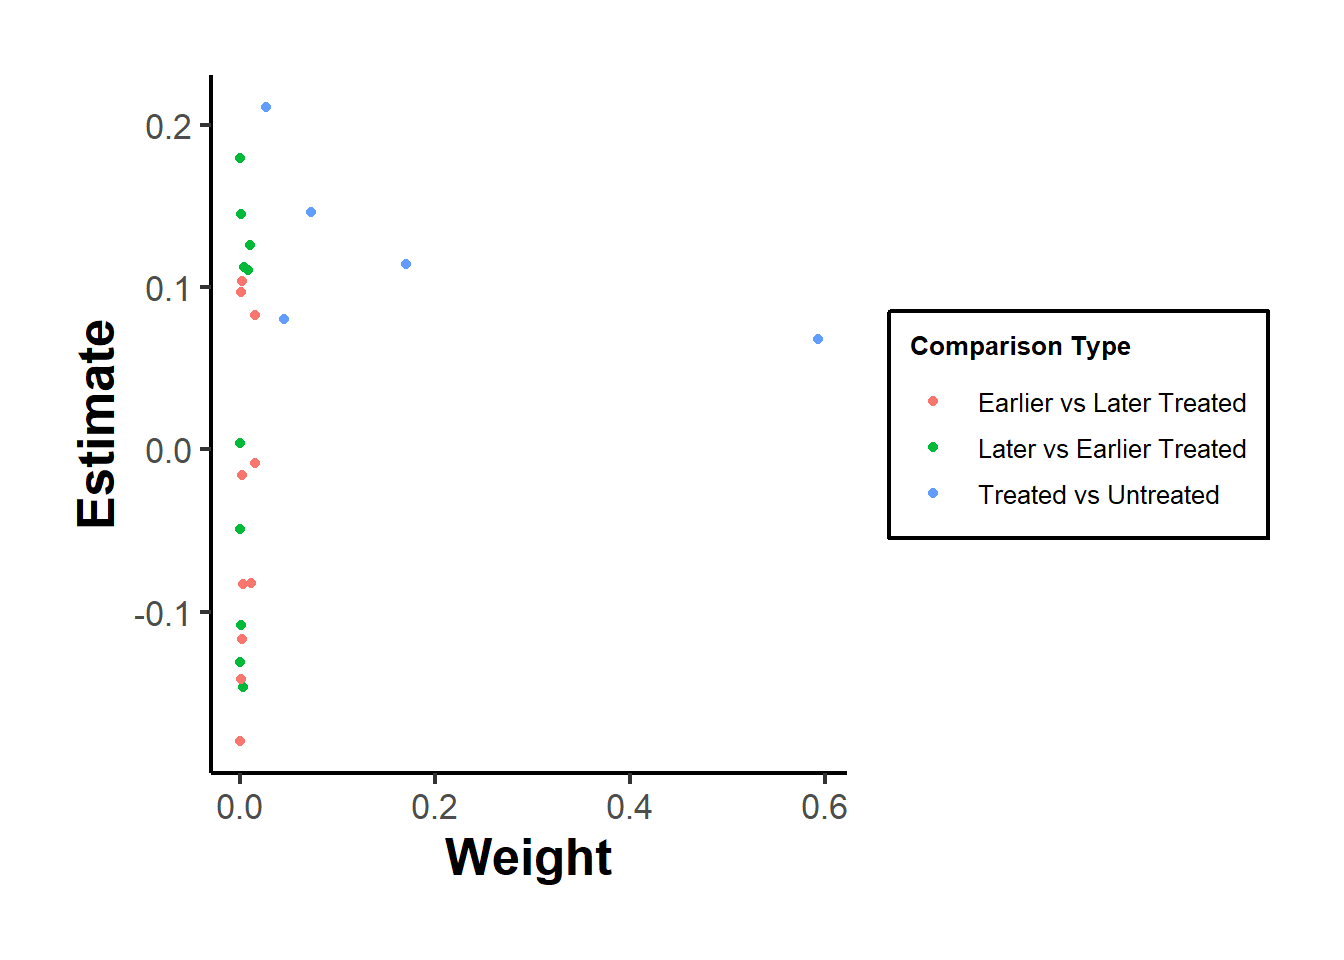 0.2
0.1
0.0
-0.1
Estimate
0.0 0.2 0.4 0.6
Weight
Comparison Type
Earlier vs Later Treated
Later vs Earlier Treated
Treated vs Untreated